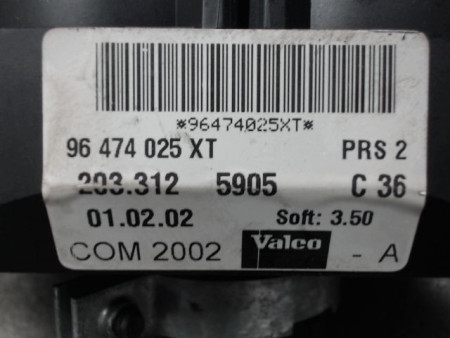 *96474025XT*
96 474 025 XT PRS 2
203.312 5905 C 36
01.02.02 Soft: 3.50
COM 2002 Valeo - A